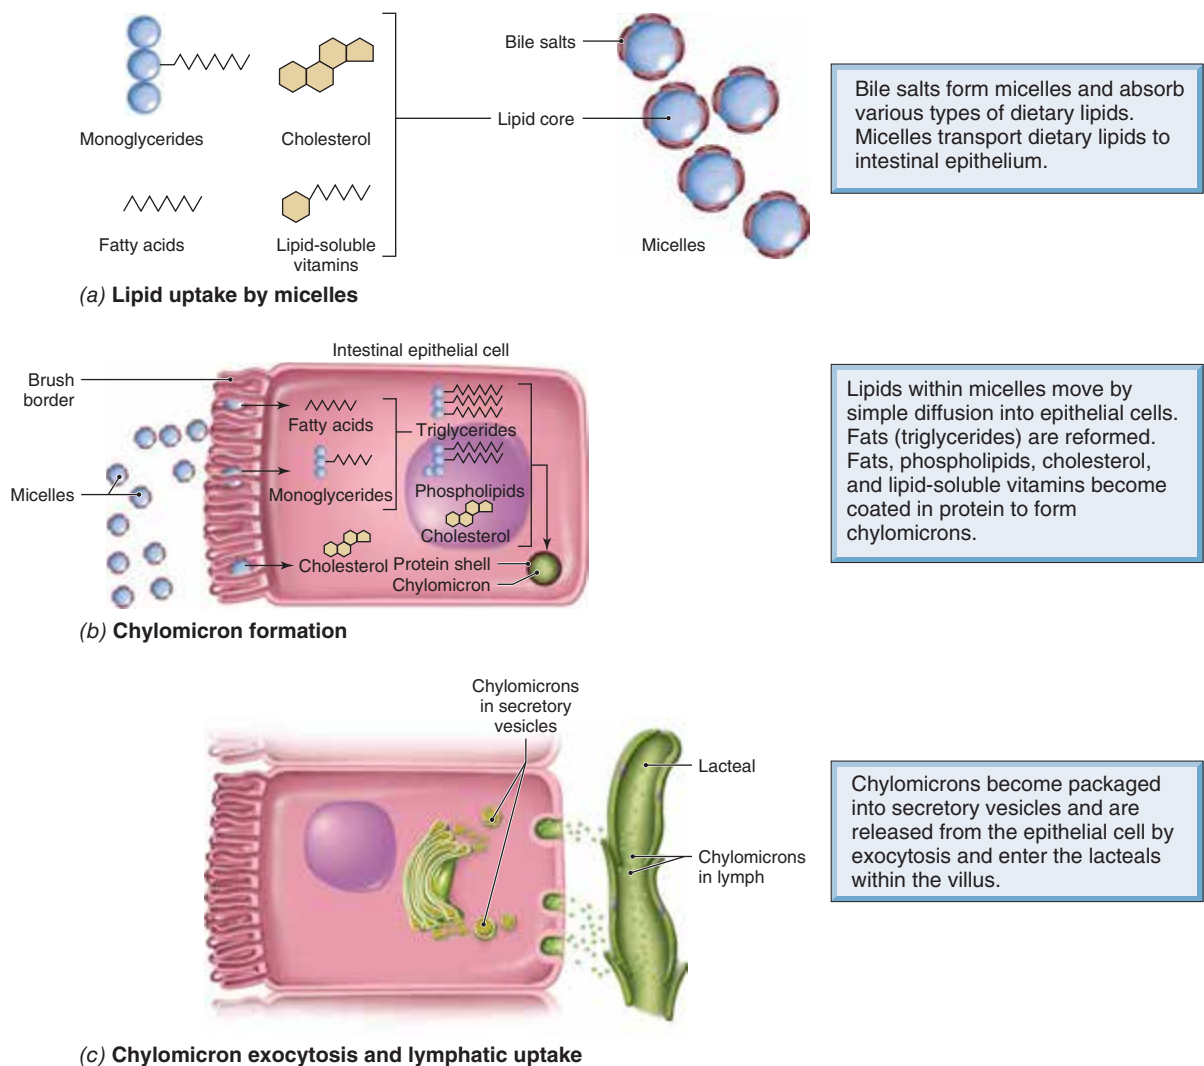 Monoglycerides
Cholesterol
Fatty acids
Lipid-soluble
vitamins
Bile salts
Lipid core
Micelles
Bile salts form micelles and absorb
various types of dietary lipids.
Micelles transport dietary lipids to
intestinal epithelium.
(a) Lipid uptake by micelles
Intestinal epithelial cell
Brush
border
Micelles
Fatty acids
Monoglycerides
Cholesterol
Triglycerides
Phospholipids
Cholesterol
Protein shell
Chylomicron
Lipids within micelles move by
simple diffusion into epithelial cells.
Fats (triglycerides) are reformed.
Fats, phospholipids, cholesterol,
and lipid-soluble vitamins become
coated in protein to form
chylomicrons.
(b) Chylomicron formation
Chylomicrons
in secretory
vesicles
Lacteal
Chylomicrons
in lymph
Chylomicrons become packaged
into secretory vesicles and are
released from the epithelial cell by
exocytosis and enter the lacteals
within the villus.
(c) Chylomicron exocytosis and lymphatic uptake